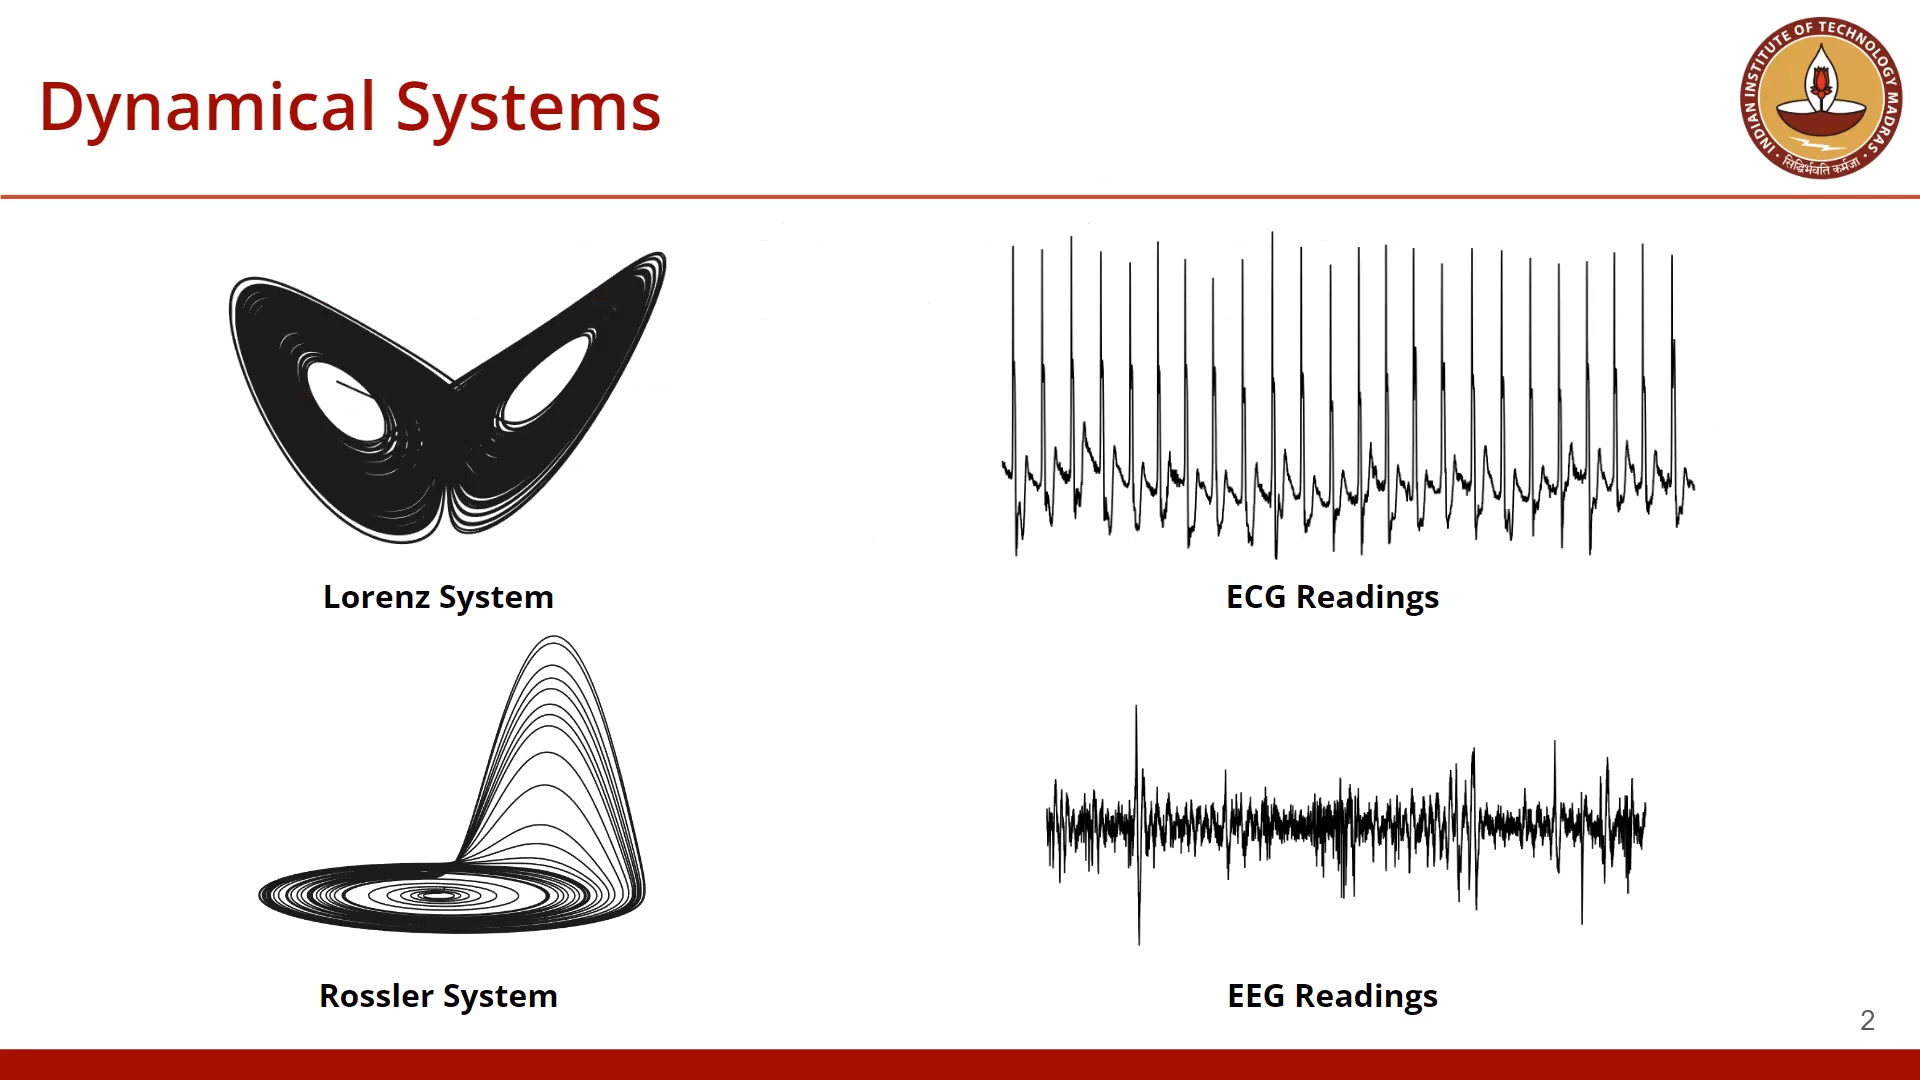 Dynamical Systems
INDIAN INSTITUTE OF TECHNOLOGY MADRAS
सिद्धिर्भवति कर्मजा
Lorenz System
ECG Readings
Rossler System
EEG Readings
2